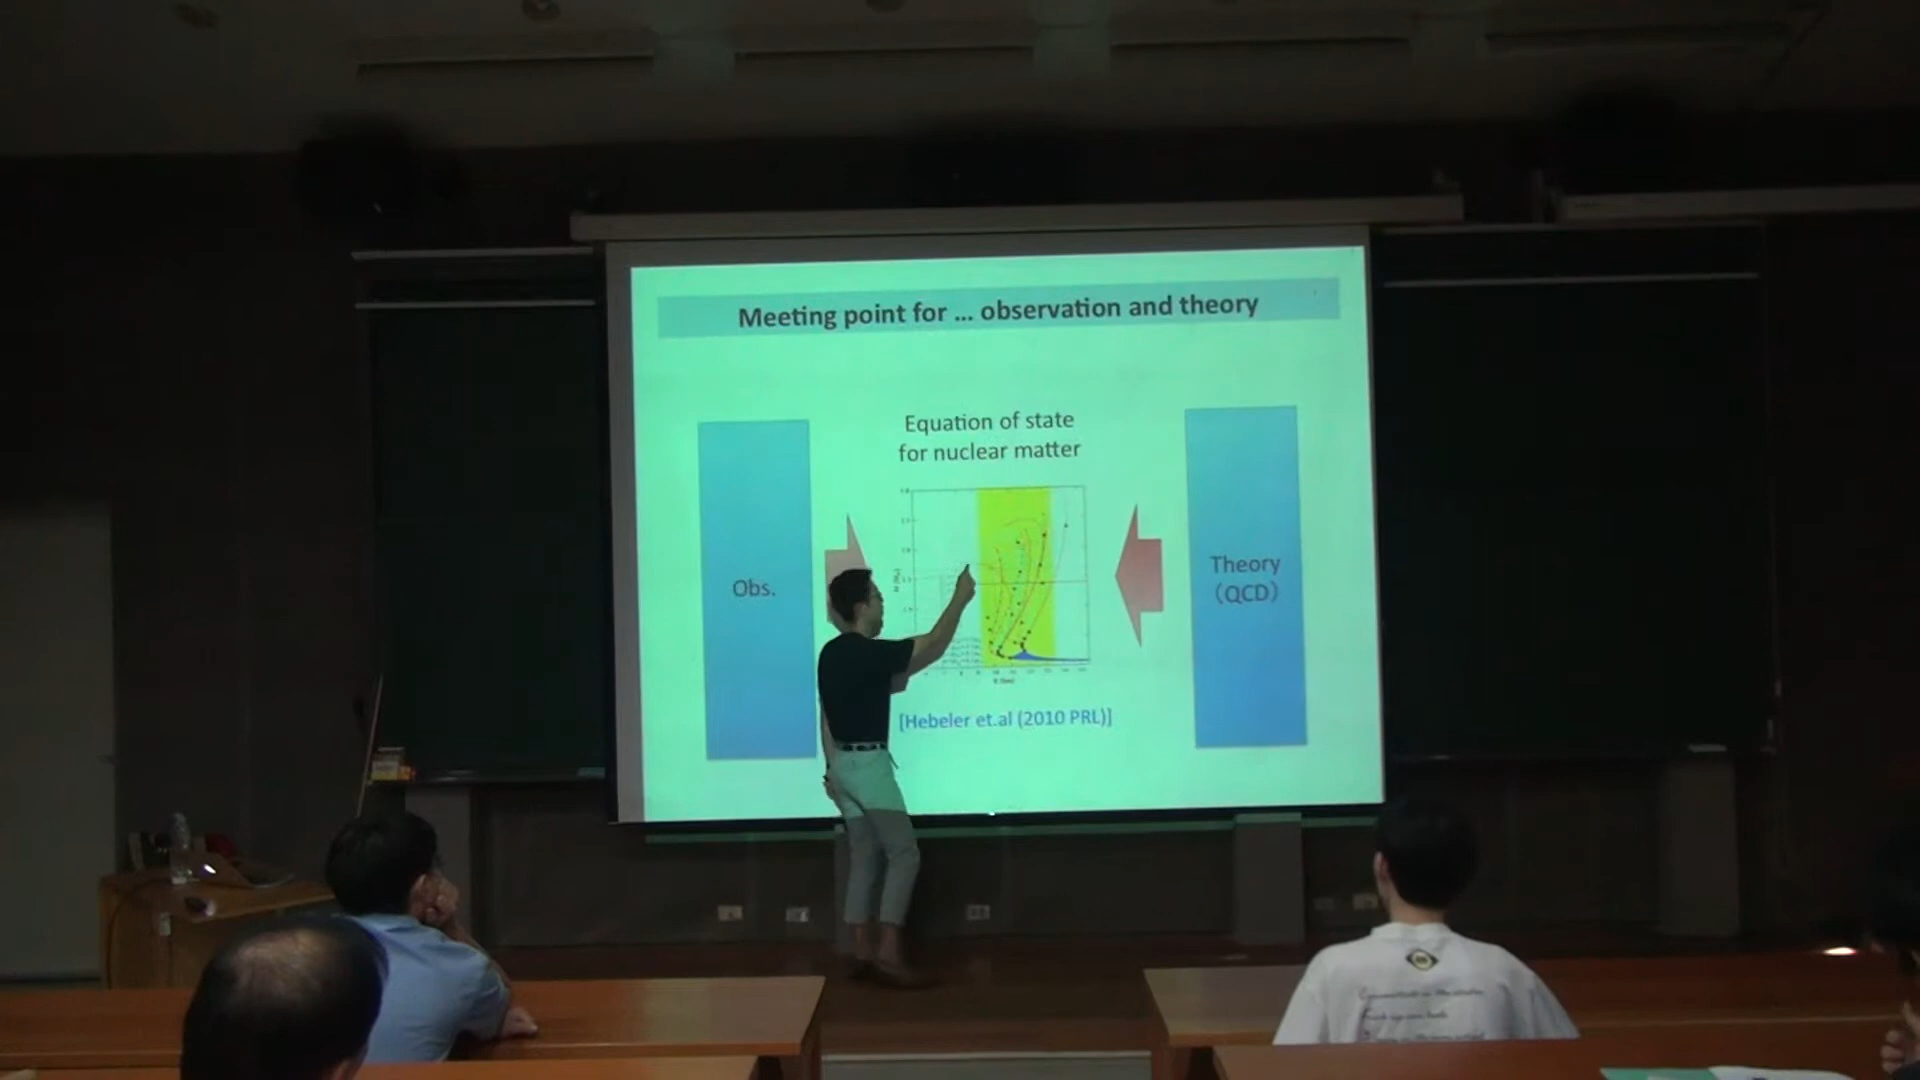 Meeting point for ... observation and theory
Equation of state
for nuclear matter
Obs.
Theory
(QCD)
[Hebeler et.al (2010 PRL)]